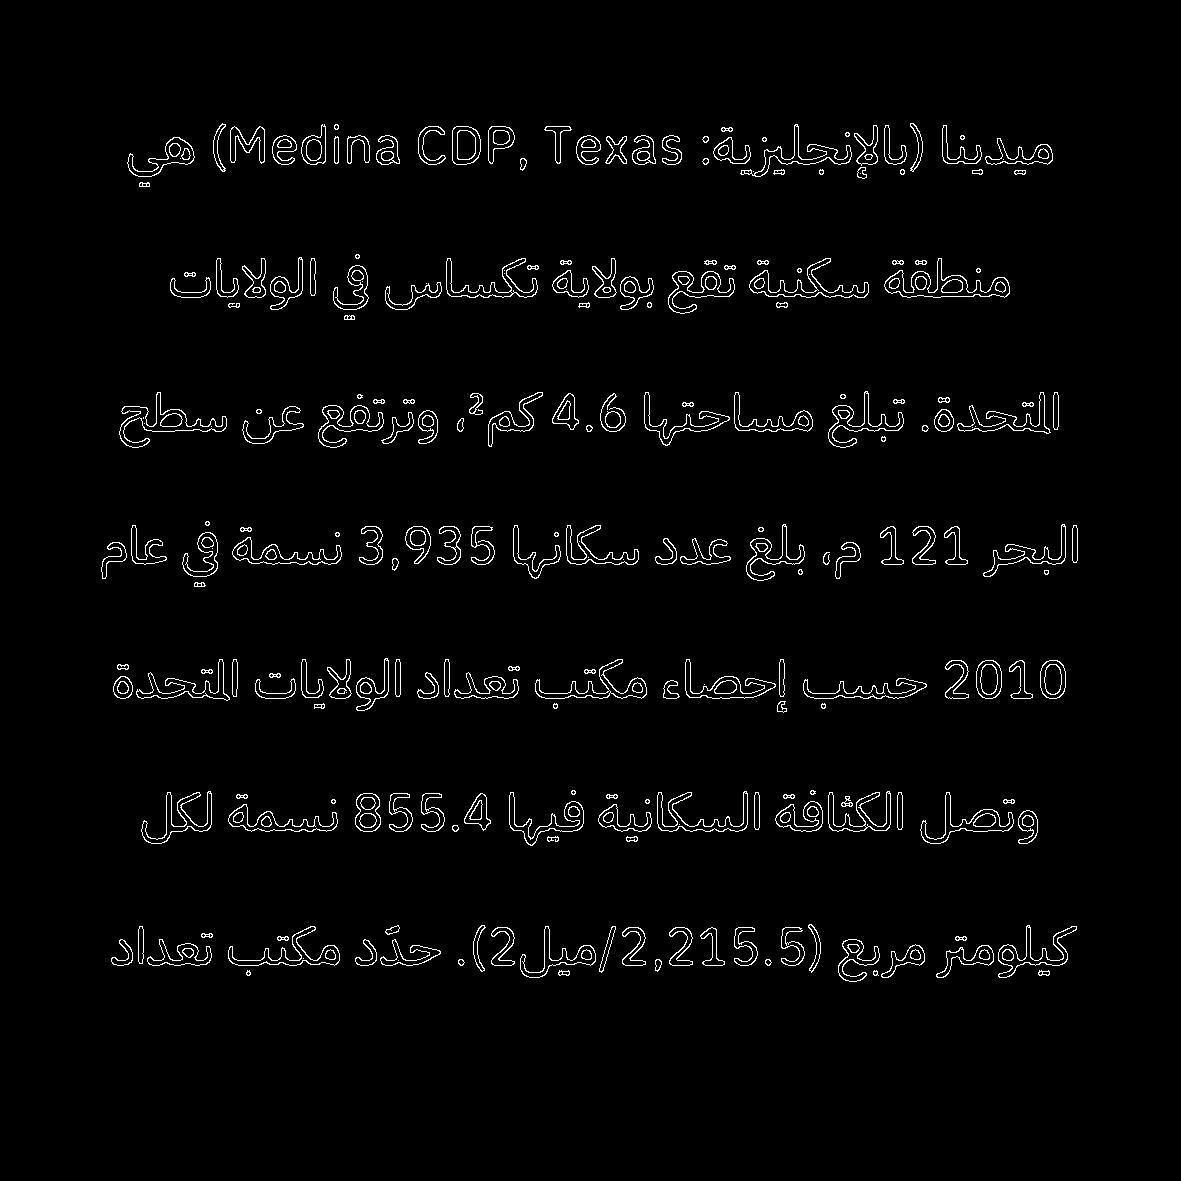 ميدينا (بالإنجليزية: Medina CDP, Texas) هي
منطقة سكنية تقع بولاية تكساس في الولايات
المتحدة. تبلغ مساحتها 4.6 كم²، وترتفع عن سطح
البحر 121 م، بلغ عدد سكانها 3,935 نسمة في عام
2010 حسب إحصاء مكتب تعداد الولايات المتحدة
وتصل الكثافة السكانية فيها 855.4 نسمة لكل
كيلومتر مربع (2,215.5/ميل2). حدّد مكتب تعداد